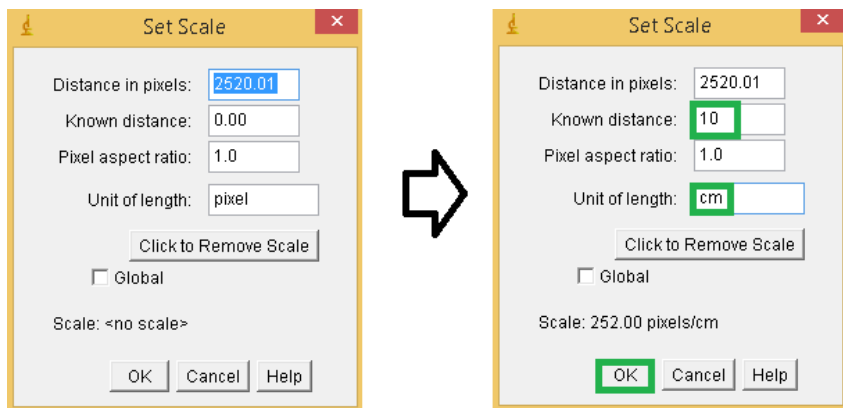 Set Scale
Distance in pixels: 2520.01
Known distance: 0.00
Pixel aspect ratio: 1.0
Unit of length: pixel
Click to Remove Scale
Global
Scale: <no scale>
OK Cancel Help
Set Scale
Distance in pixels: 2520.01
Known distance: 10
Pixel aspect ratio: 1.0
Unit of length: cm
Click to Remove Scale
Global
Scale: 252.00 pixels/cm
OK Cancel Help